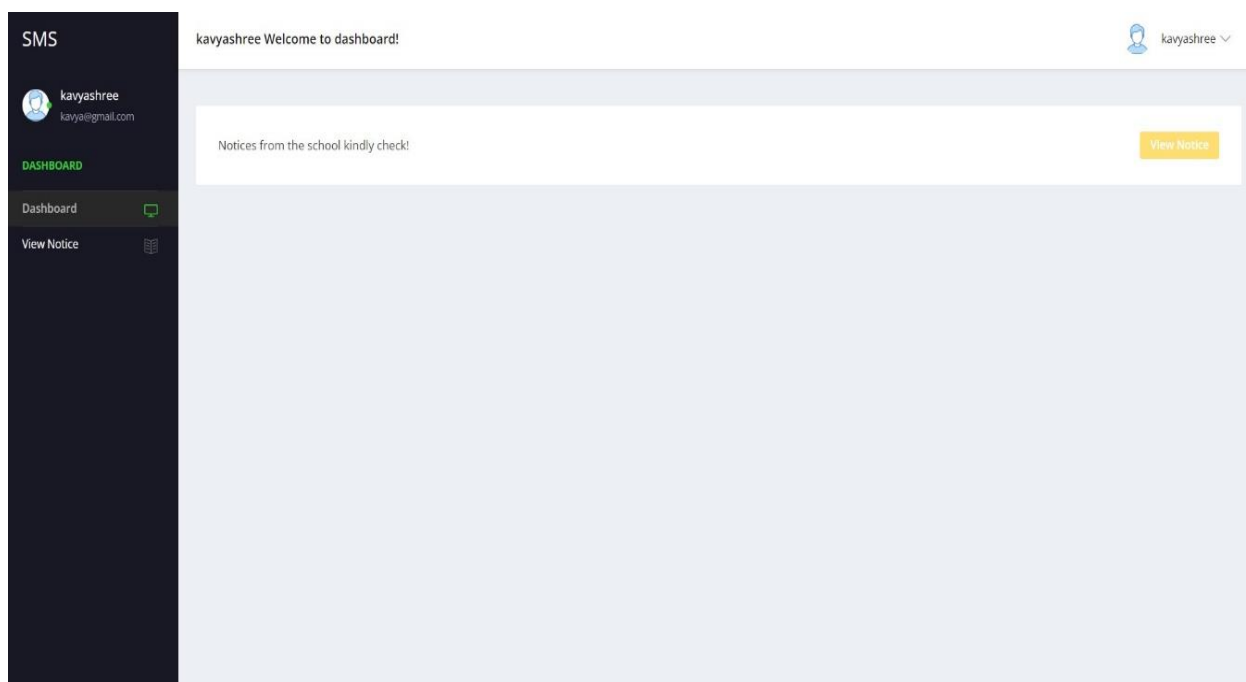 SMS
kavyashree
kavya@gmail.com
DASHBOARD
Dashboard
View Notice
kavyashree Welcome to dashboard!
kavyashree
Notices from the school kindly check!
View Notice